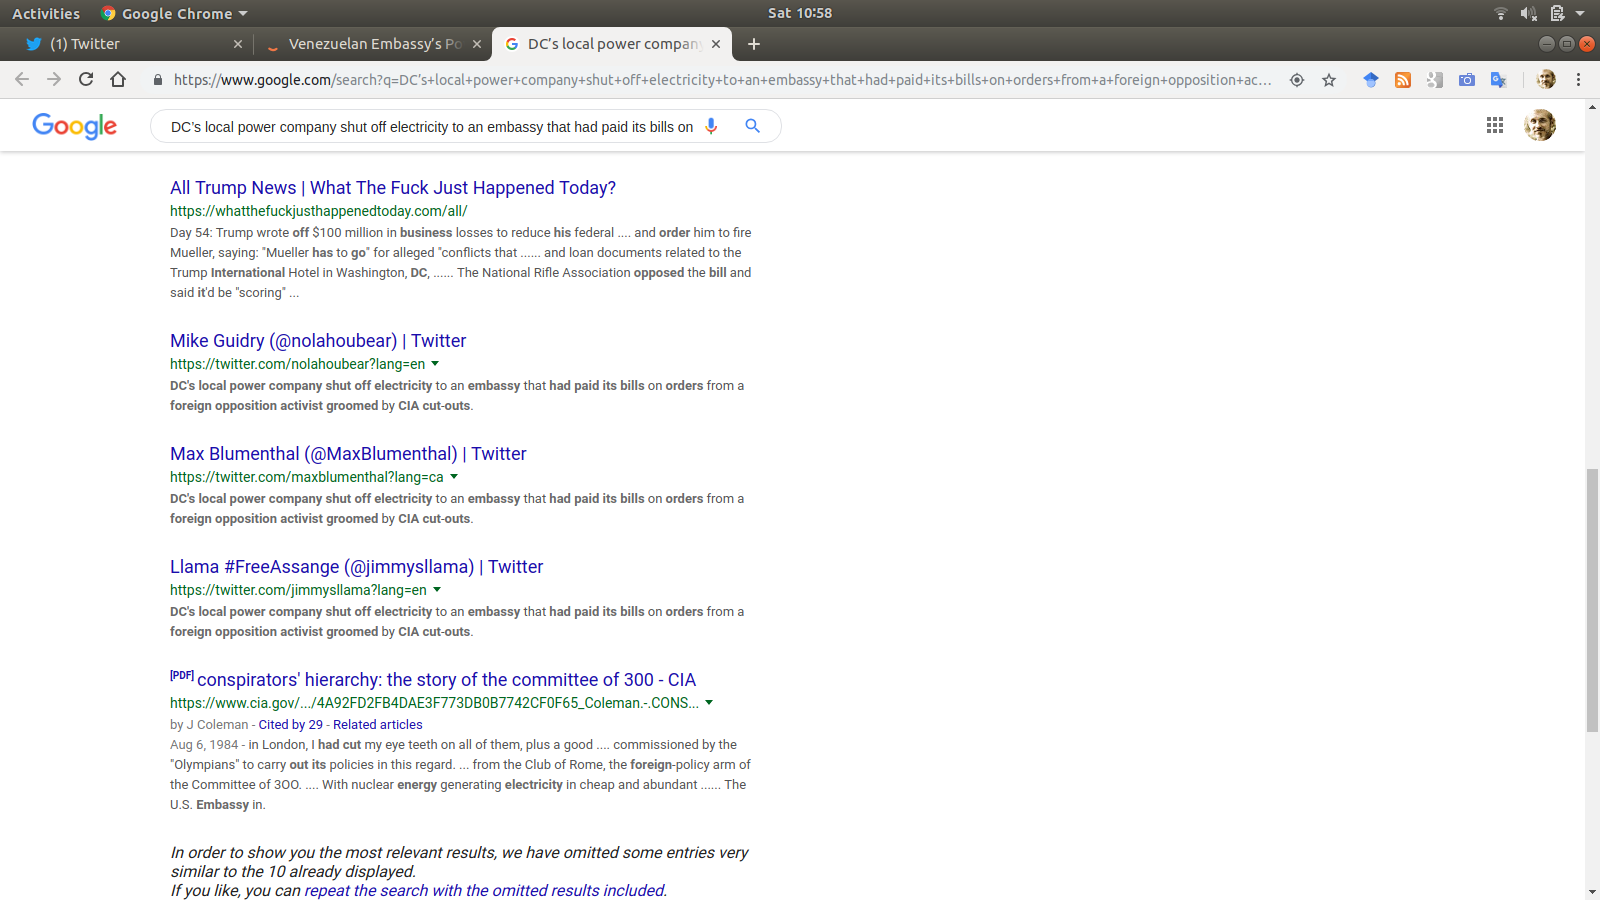 Activities
Google Chrome
Sat 10:58
(1) Twitter
Venezuelan Embassy's Po
DC's local power company
https://www.google.com/search?q=DC's+local+power+company+shut+off+electricity+to+an+embassy+that+had+paid+its+bills+on+orders+from+a+foreign+opposition+ac...
Google
DC's local power company shut off electricity to an embassy that had paid its bills on
All Trump News | What The Fuck Just Happened Today?
https://whatthefuckjusthappenedtoday.com/all/
Day 54: Trump wrote off $100 million in business losses to reduce his federal .... and order him to fire
Mueller, saying: "Mueller has to go" for alleged "conflicts that ...... and loan documents related to the
Trump International Hotel in Washington, DC, ...... The National Rifle Association opposed the bill and
said it'd be "scoring" ...
Mike Guidry (@nolahoubear) | Twitter
https://twitter.com/nolahoubear?lang=en
DC's local power company shut off electricity to an embassy that had paid its bills on orders from a
foreign opposition activist groomed by CIA cut-outs.
Max Blumenthal (@MaxBlumenthal) | Twitter
https://twitter.com/maxblumenthal?lang=ca
DC's local power company shut off electricity to an embassy that had paid its bills on orders from a
foreign opposition activist groomed by CIA cut-outs.
Llama #FreeAssange (@jimmysllama) | Twitter
https://twitter.com/jimmysllama?lang=en
DC's local power company shut off electricity to an embassy that had paid its bills on orders from a
foreign opposition activist groomed by CIA cut-outs.
[PDF] conspirators' hierarchy: the story of the committee of 300 - CIA
https://www.cia.gov/.../4A92FD2FB4DAE3F773DB0B7742CF0F65_Coleman.-.CONS...
by J Coleman - Cited by 29 - Related articles
Aug 6, 1984 - in London, I had cut my eye teeth on all of them, plus a good .... commissioned by the
"Olympians" to carry out its policies in this regard. ... from the Club of Rome, the foreign-policy arm of
the Committee of 3OO. .... With nuclear energy generating electricity in cheap and abundant ...... The
U.S. Embassy in.
In order to show you the most relevant results, we have omitted some entries very
similar to the 10 already displayed.
If you like, you can repeat the search with the omitted results included.